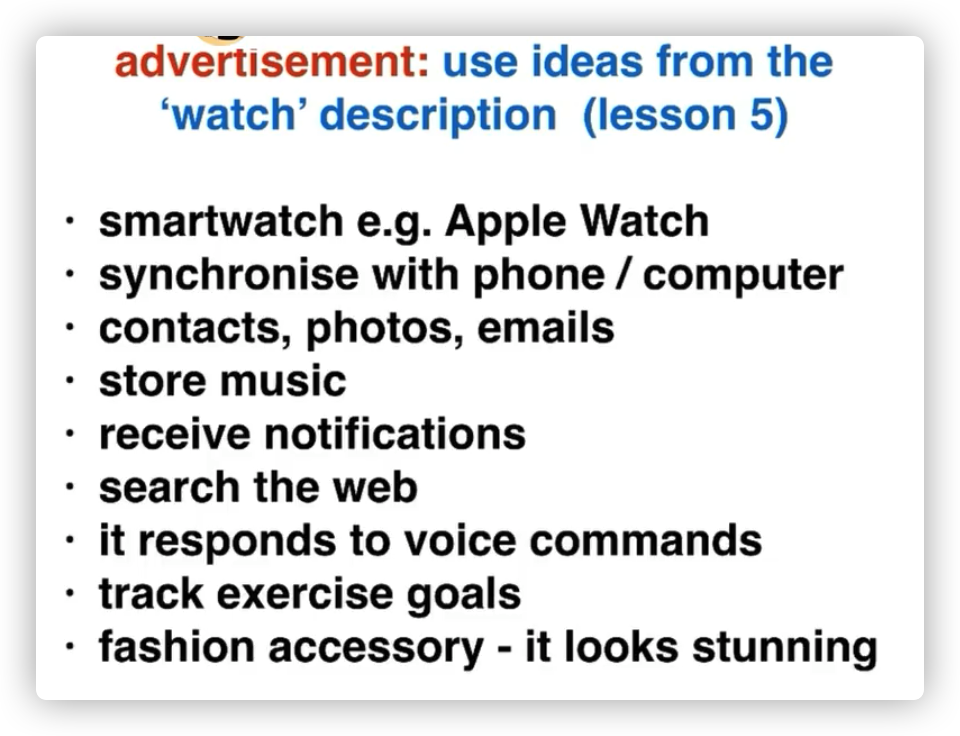 advertisement: use ideas from the
‘watch’ description (lesson 5)
· smartwatch e.g. Apple Watch
· synchronise with phone / computer
· contacts, photos, emails
· store music
· receive notifications
· search the web
· it responds to voice commands
· track exercise goals
· fashion accessory - it looks stunning